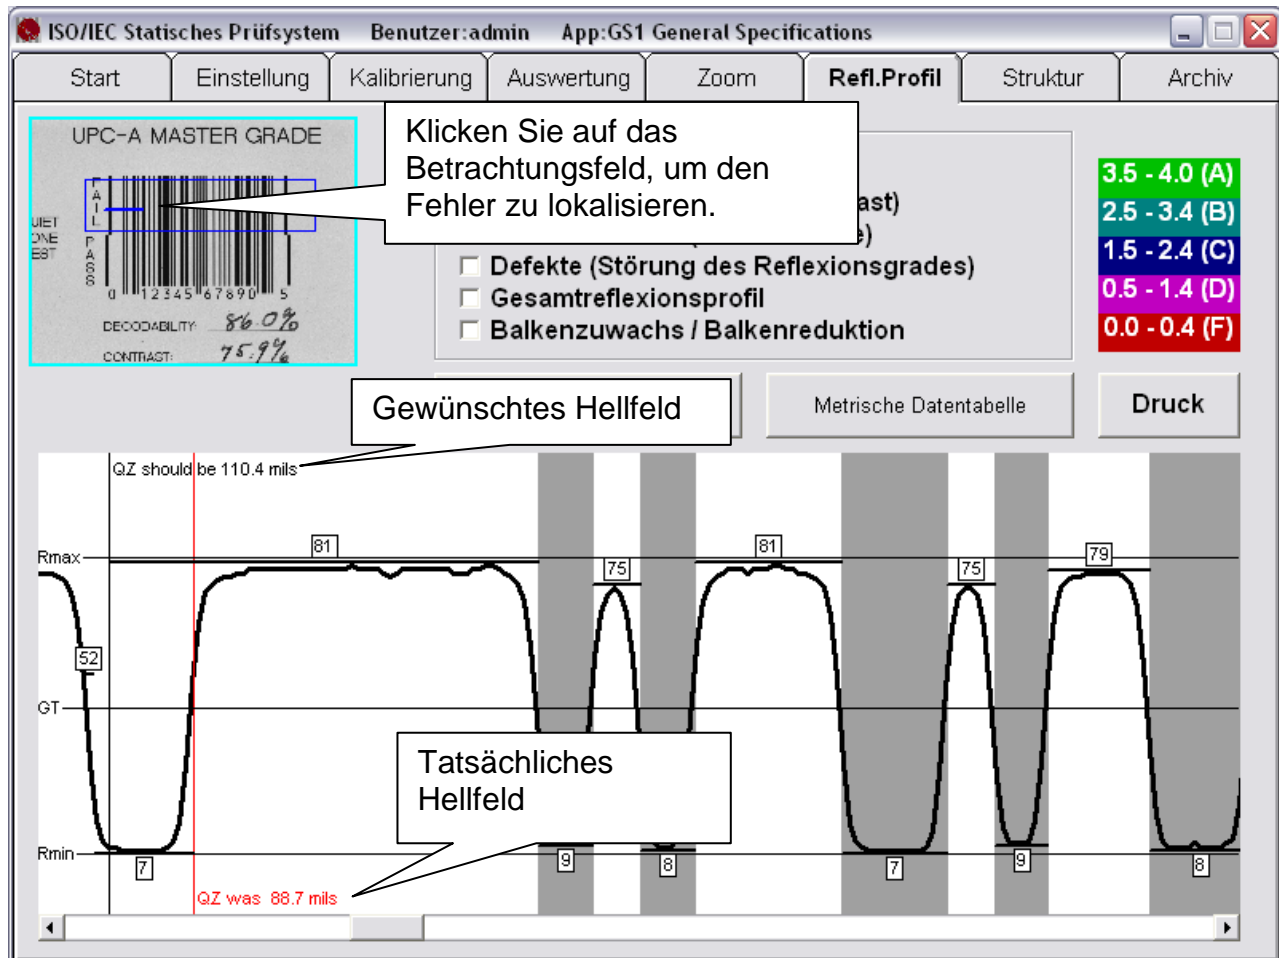 ISO/IEC Statisches Prüfsystem Benutzer:admin App:GS1 General Specifications
Start Einstellung Kalibrierung Auswertung Zoom Refl.Profil Struktur Archiv
UPC-A MASTER GRADE
FAIL
PASS
UIET
ONE
EST
0 12345 67890 5
DECODABILITY: 86.0%
CONTRAST: 75.9%
Klicken Sie auf das
Betrachtungsfeld, um den
Fehler zu lokalisieren.
ast)
e)
Defekte (Störung des Reflexionsgrades)
Gesamtreflexionsprofil
Balkenzuwachs / Balkenreduktion
3.5 - 4.0 (A)
2.5 - 3.4 (B)
1.5 - 2.4 (C)
0.5 - 1.4 (D)
0.0 - 0.4 (F)
Gewünschtes Hellfeld
Metrische Datentabelle
Druck
QZ should be 110.4 mils
Rmax
81 75 81 75 79
52
GT
Tatsächliches
Hellfeld
Rmin
7 9 8 7 9 8
QZ was 88.7 mils